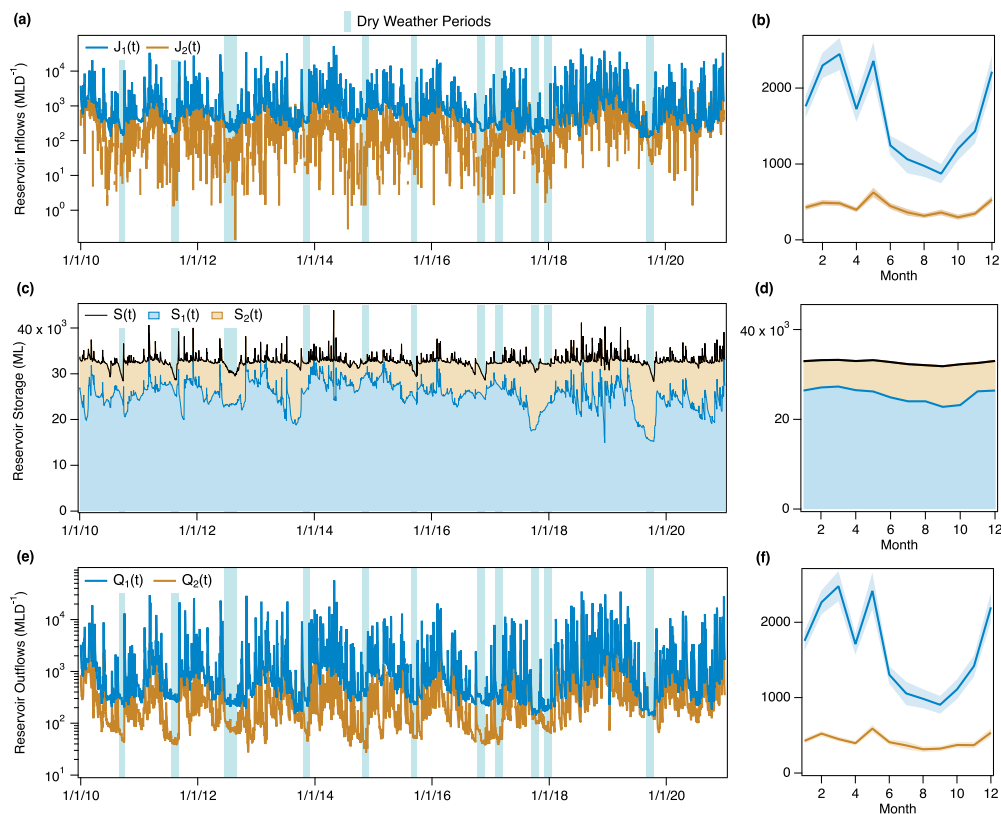 (a)
Dry Weather Periods
(b)
J1(t) J2(t)
Reservoir Inflows (MLD-1)
10^4
10^3
10^2
10^1
10^0
1/1/10 1/1/12 1/1/14 1/1/16 1/1/18 1/1/20
2000
1000
0
2 4 6 8 10 12
Month
(c)
(d)
S(t) S1(t) S2(t)
Reservoir Storage (ML)
40 x 10^3
30
20
10
0
1/1/10 1/1/12 1/1/14 1/1/16 1/1/18 1/1/20
40 x 10^3
20
0
2 4 6 8 10 12
Month
(e)
(f)
Q1(t) Q2(t)
Reservoir Outflows (MLD-1)
10^4
10^3
10^2
10^1
1/1/10 1/1/12 1/1/14 1/1/16 1/1/18 1/1/20
2000
1000
0
2 4 6 8 10 12
Month